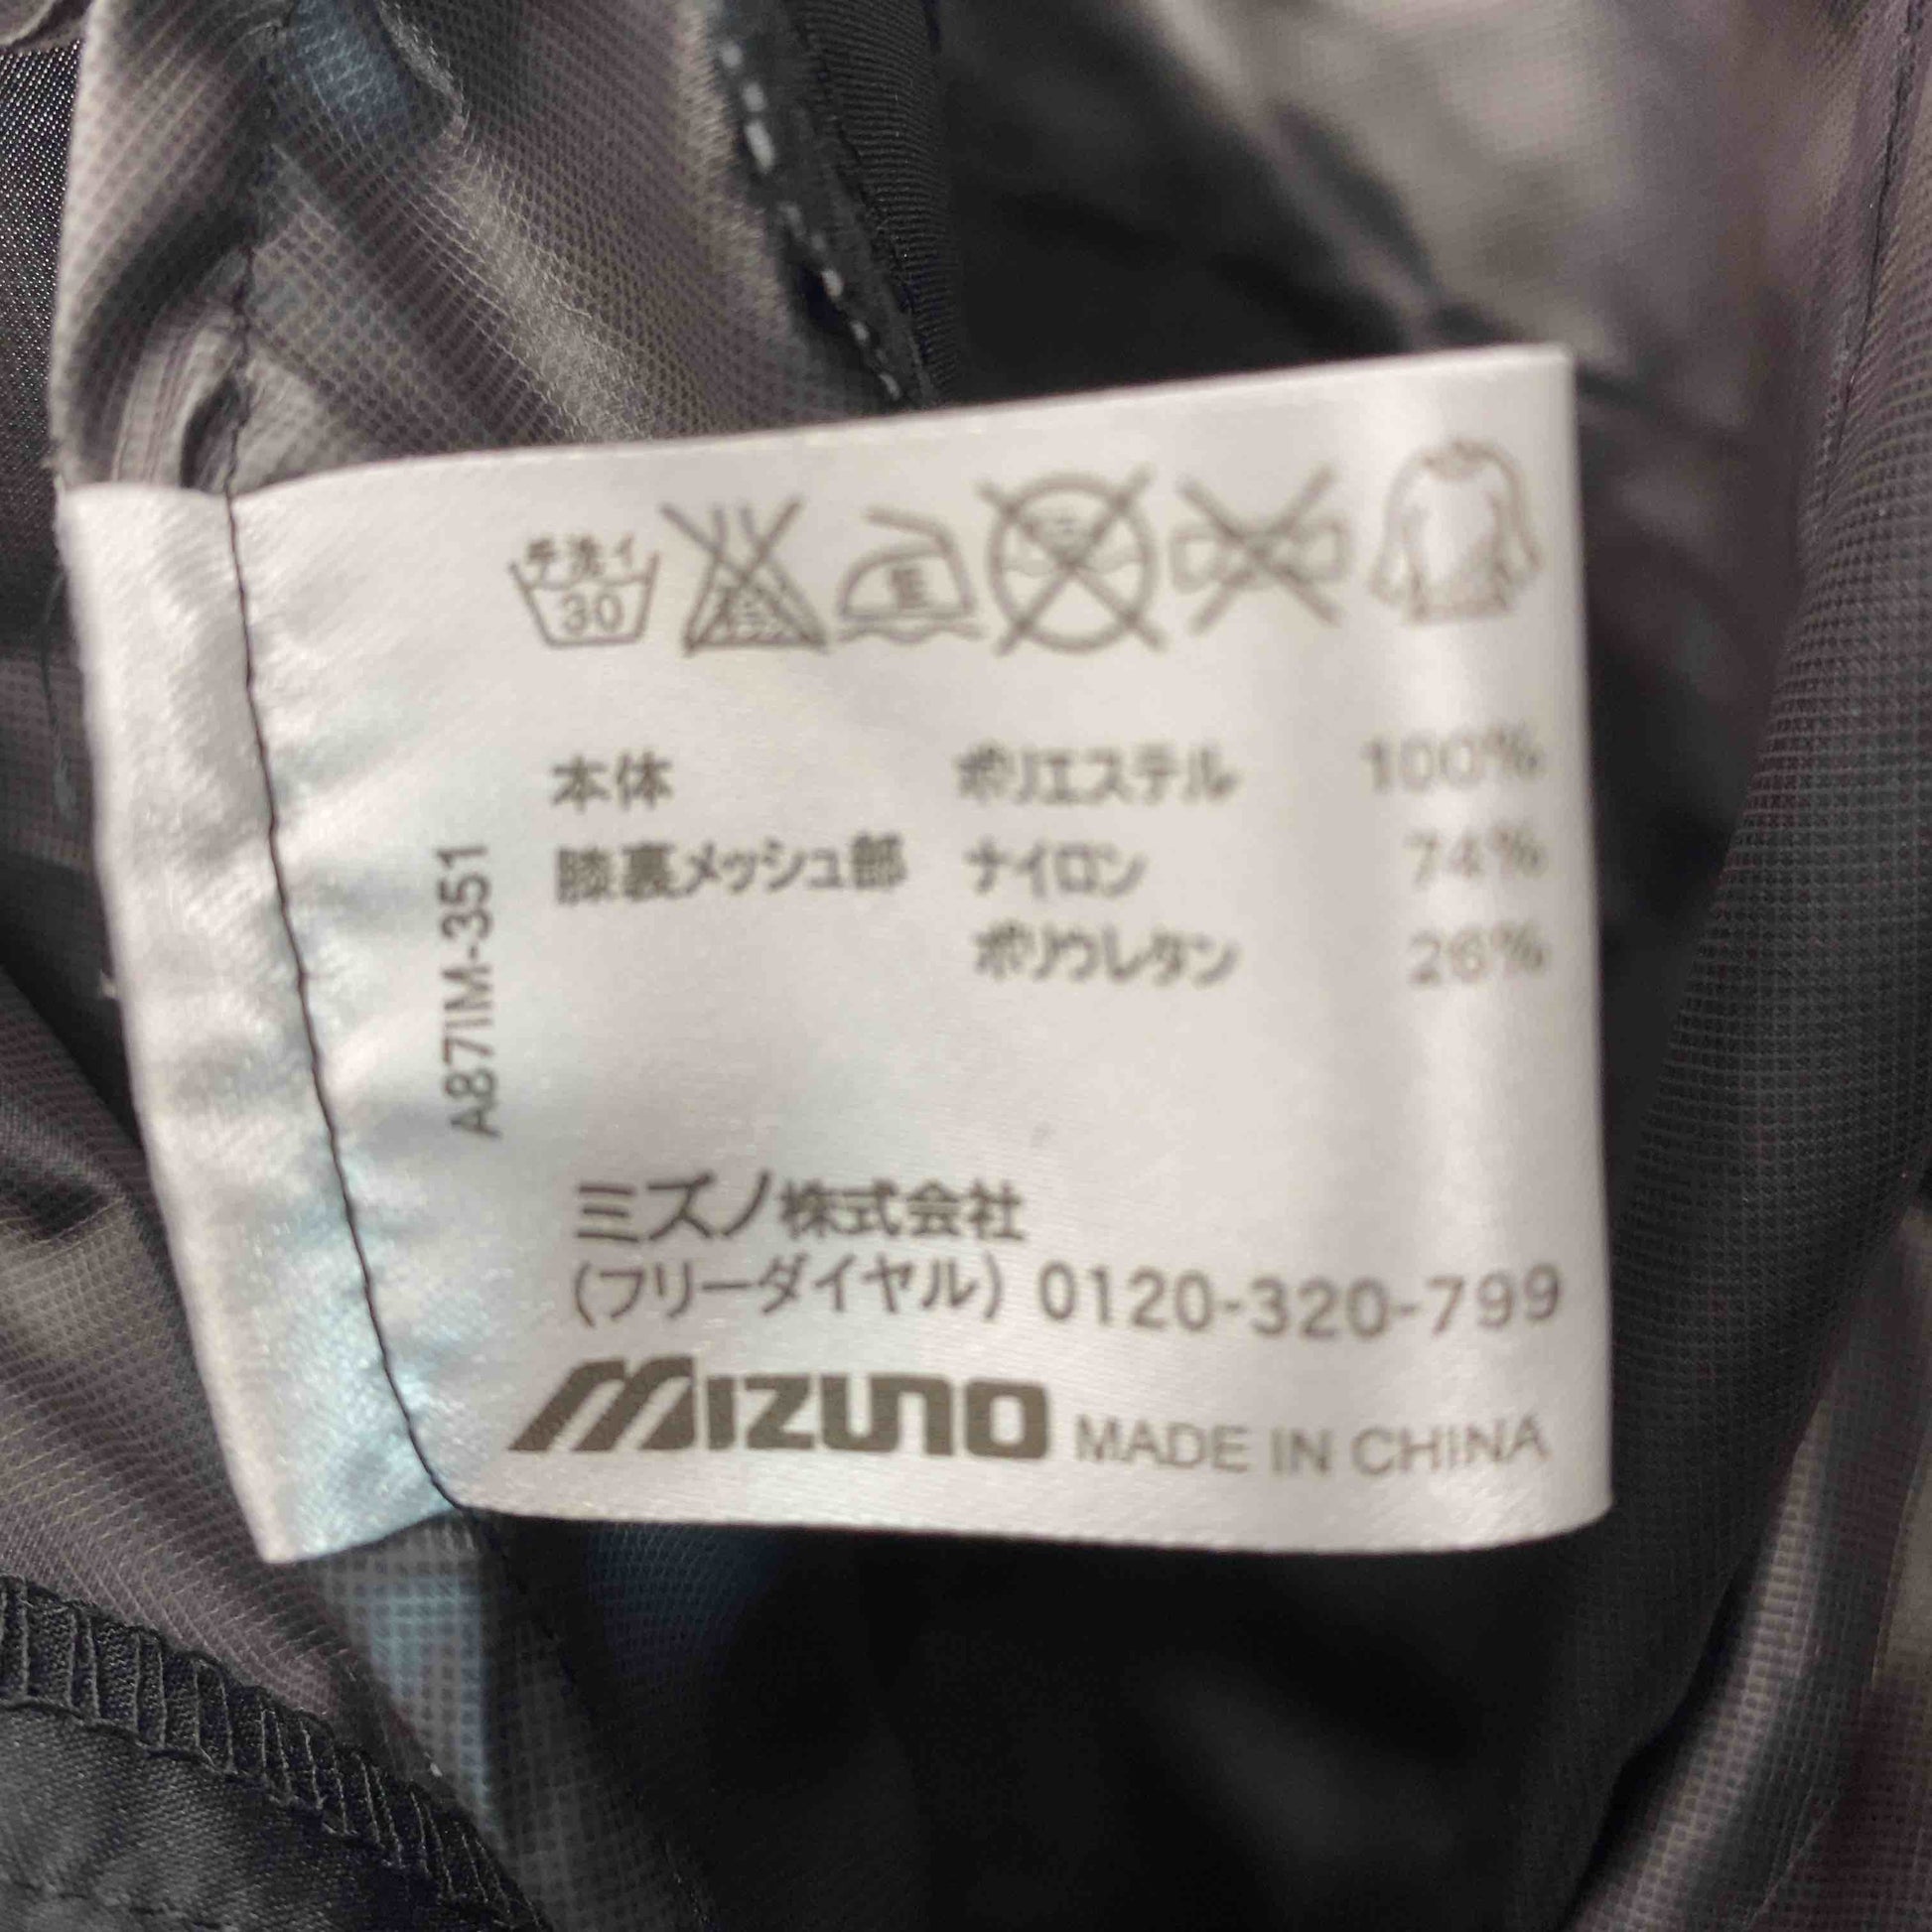 手洗イ
30
本体 ポリエステル 100%
膝裏メッシュ部 ナイロン 74%
ポリウレタン 26%
A87IM-351
ミズノ株式会社
(フリーダイヤル) 0120-320-799
MIZUNO MADE IN CHINA